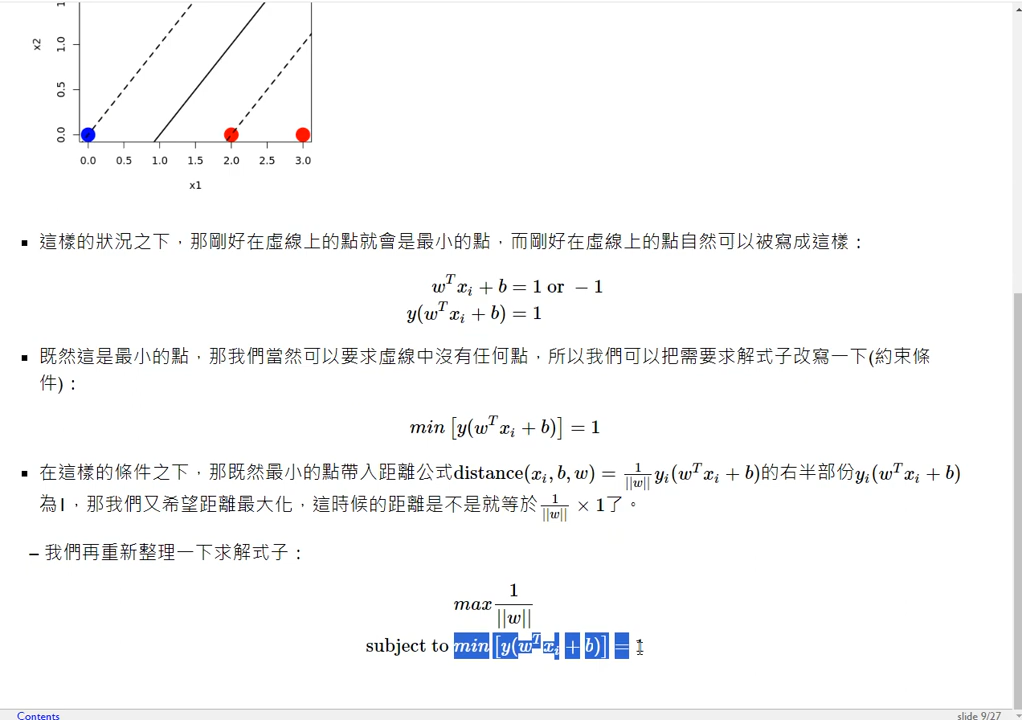 1
x2
1.0
0.5
0.0
0.0 0.5 1.0 1.5 2.0 2.5 3.0
x1
這樣的狀況之下，那剛好在虛線上的點就會是最小的點，而剛好在虛線上的點自然可以被寫成這樣：
w^T x_i + b = 1 or − 1
y(w^T x_i + b) = 1
既然這是最小的點，那我們當然可以要求虛線中沒有任何點，所以我們可以把需要求解式子改寫一下(約束條
件)：
min [y(w^T x_i + b)] = 1
在這樣的條件之下，那既然最小的點帶入距離公式distance(x_i, b, w) = 1/||w|| y_i(w^T x_i + b)的右半部份y_i(w^T x_i + b)
為1，那我們又希望距離最大化，這時候的距離是不是就等於 1/||w|| × 1了。
– 我們再重新整理一下求解式子：
max 1/||w||
subject to min [y(w^T x_i + b)] = 1
Contents
slide 9/27